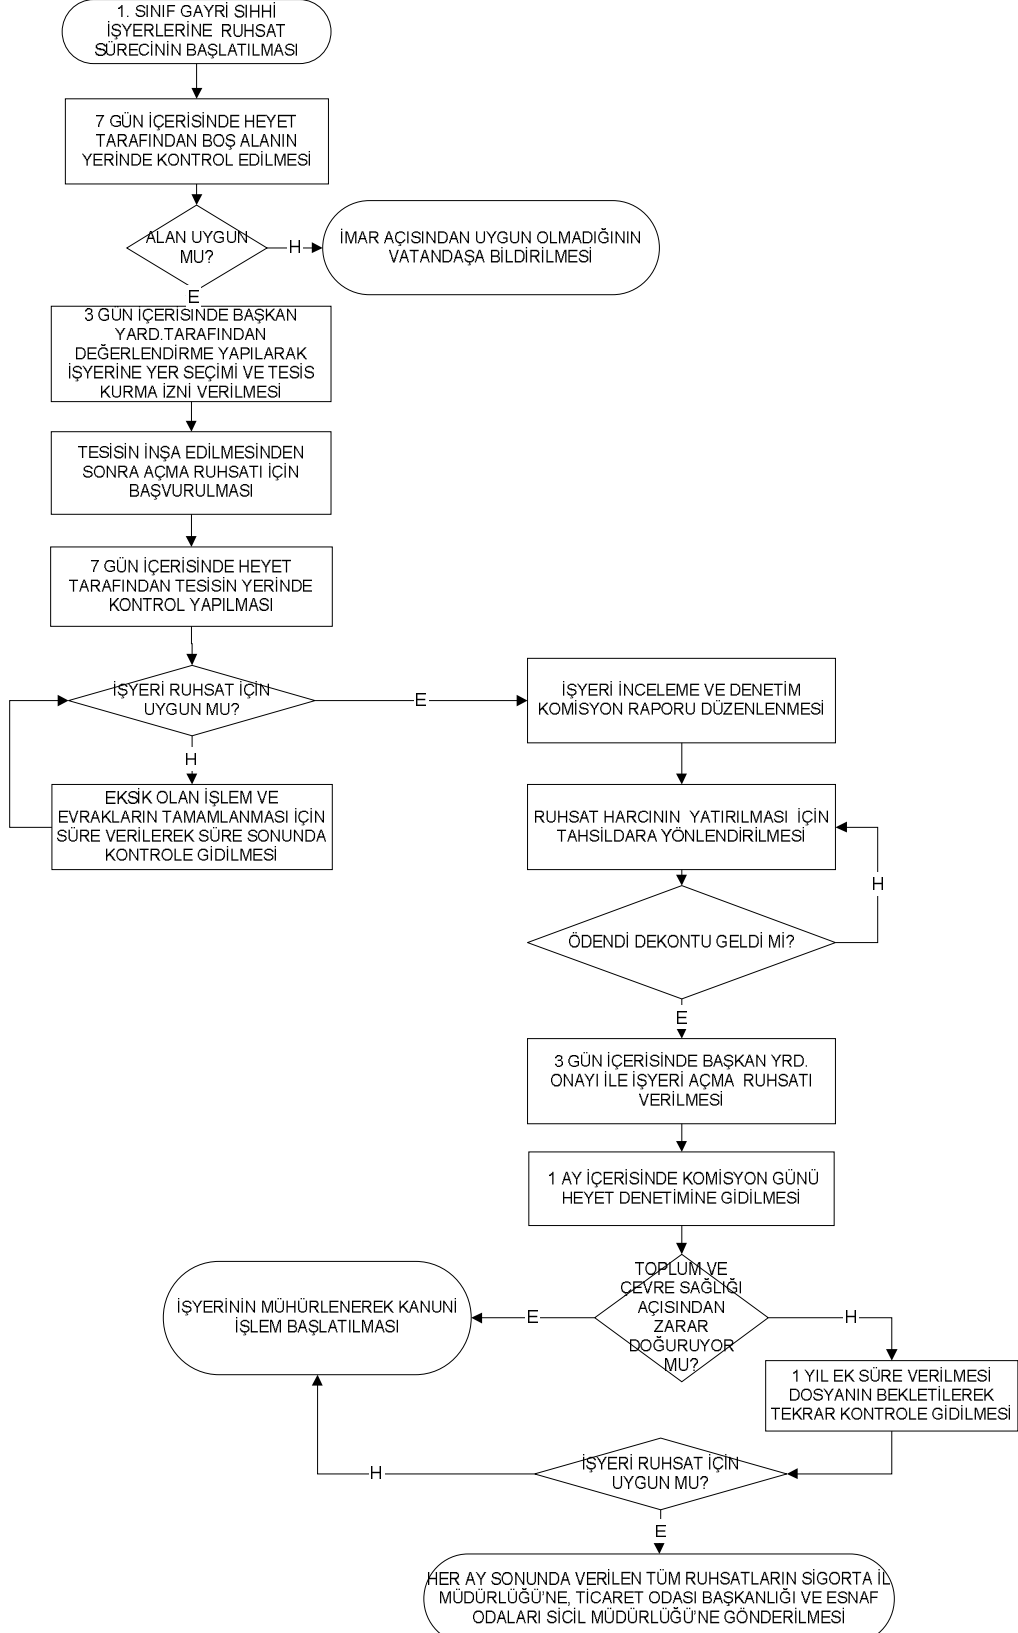 1. SINIF GAYRİ SIHHİ
İŞYERLERİNE RUHSAT
SÜRECİNİN BAŞLATILMASI
7 GÜN İÇERİSİNDE HEYET
TARAFINDAN BOŞ ALANIN
YERİNDE KONTROL EDİLMESİ
ALAN UYGUN
MU?
H
İMAR AÇISINDAN UYGUN OLMADIĞININ
VATANDAŞA BİLDİRİLMESİ
E
3 GÜN İÇERİSİNDE BAŞKAN
YARD.TARAFINDAN
DEĞERLENDİRME YAPILARAK
İŞYERİNE YER SEÇİMİ VE TESİS
KURMA İZNİ VERİLMESİ
TESİSİN İNŞA EDİLMESİNDEN
SONRA AÇMA RUHSATI İÇİN
BAŞVURULMASI
7 GÜN İÇERİSİNDE HEYET
TARAFINDAN TESİSİN YERİNDE
KONTROL YAPILMASI
İŞYERİ RUHSAT İÇİN
UYGUN MU?
E
H
EKSİK OLAN İŞLEM VE
EVRAKLARIN TAMAMLANMASI İÇİN
SÜRE VERİLEREK SÜRE SONUNDA
KONTROLE GİDİLMESİ
İŞYERİ İNCELEME VE DENETİM
KOMİSYON RAPORU DÜZENLENMESİ
RUHSAT HARCININ YATIRILMASI İÇİN
TAHSİLDARA YÖNLENDİRİLMESİ
H
ÖDENDİ DEKONTU GELDİ Mİ?
E
3 GÜN İÇERİSİNDE BAŞKAN YRD.
ONAYI İLE İŞYERİ AÇMA RUHSATI
VERİLMESİ
1 AY İÇERİSİNDE KOMİSYON GÜNÜ
HEYET DENETİMİNE GİDİLMESİ
TOPLUM VE
ÇEVRE SAĞLIĞI
AÇISINDAN
ZARAR
DOĞURUYOR
MU?
E
İŞYERİNİN MÜHÜRLENEREK KANUNİ
İŞLEM BAŞLATILMASI
H
1 YIL EK SÜRE VERİLMESİ
DOSYANIN BEKLETİLEREK
TEKRAR KONTROLE GİDİLMESİ
İŞYERİ RUHSAT İÇİN
UYGUN MU?
H
E
HER AY SONUNDA VERİLEN TÜM RUHSATLARIN SİGORTA İL
MÜDÜRLÜĞÜ'NE, TİCARET ODASI BAŞKANLIĞI VE ESNAF
ODALARI SİCİL MÜDÜRLÜĞÜ'NE GÖNDERİLMESİ